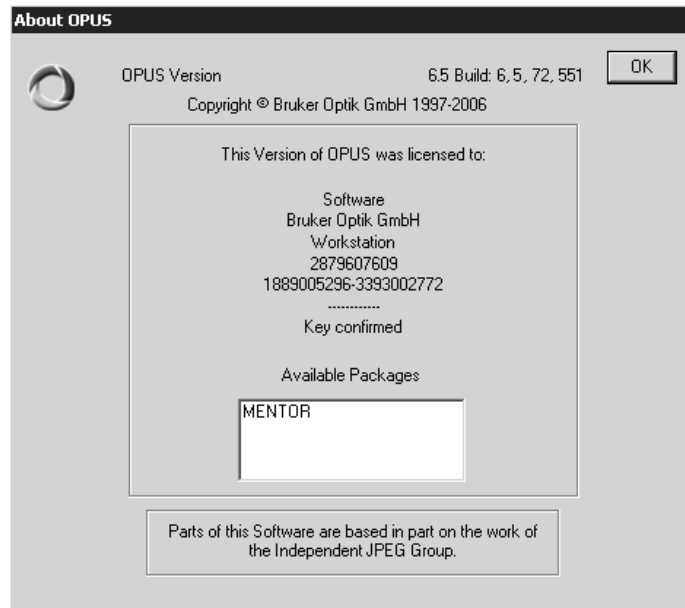 About OPUS
OPUS Version 6.5 Build: 6, 5, 72, 551
OK
Copyright © Bruker Optik GmbH 1997-2006
This Version of OPUS was licensed to:
Software
Bruker Optik GmbH
Workstation
2879607609
1889005296-3393002772
------------
Key confirmed
Available Packages
MENTOR
Parts of this Software are based in part on the work of
the Independent JPEG Group.